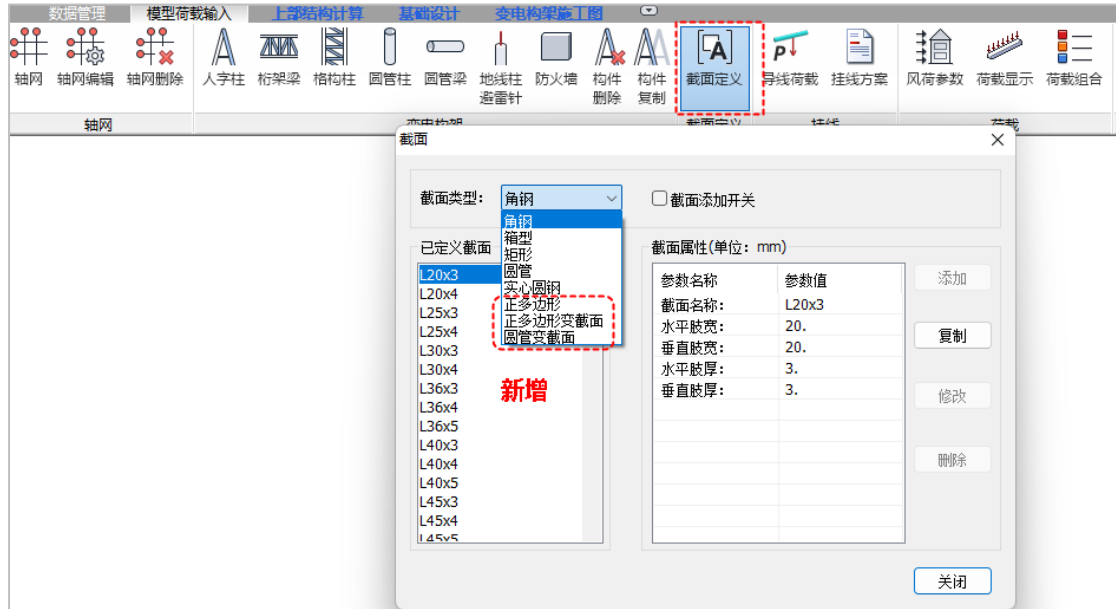 数据管理 模型荷载输入 上部结构计算 基础设计 变电构架施工图
轴网 轴网编辑 轴网删除 人字柱 桁架梁 格构柱 圆管柱 圆管梁 地线柱 防火墙 构件 构件 截面定义 导线荷载 挂线方案 风荷参数 荷载显示 荷载组合
避雷针 删除 复制
轴网 变电构架 截面定义 挂线 荷载
截面
截面类型： 角钢 截面添加开关
角钢
箱型
矩形
圆管
实心圆钢
正多边形
正多边形变截面
圆管变截面
新增
已定义截面
L20x3
L20x4
L25x3
L25x4
L30x3
L30x4
L36x3
L36x4
L36x5
L40x3
L40x4
L40x5
L45x3
L45x4
L45x5
截面属性(单位：mm)
参数名称 参数值
截面名称： L20x3
水平肢宽： 20.
垂直肢宽： 20.
水平肢厚： 3.
垂直肢厚： 3.
添加
复制
修改
删除
关闭